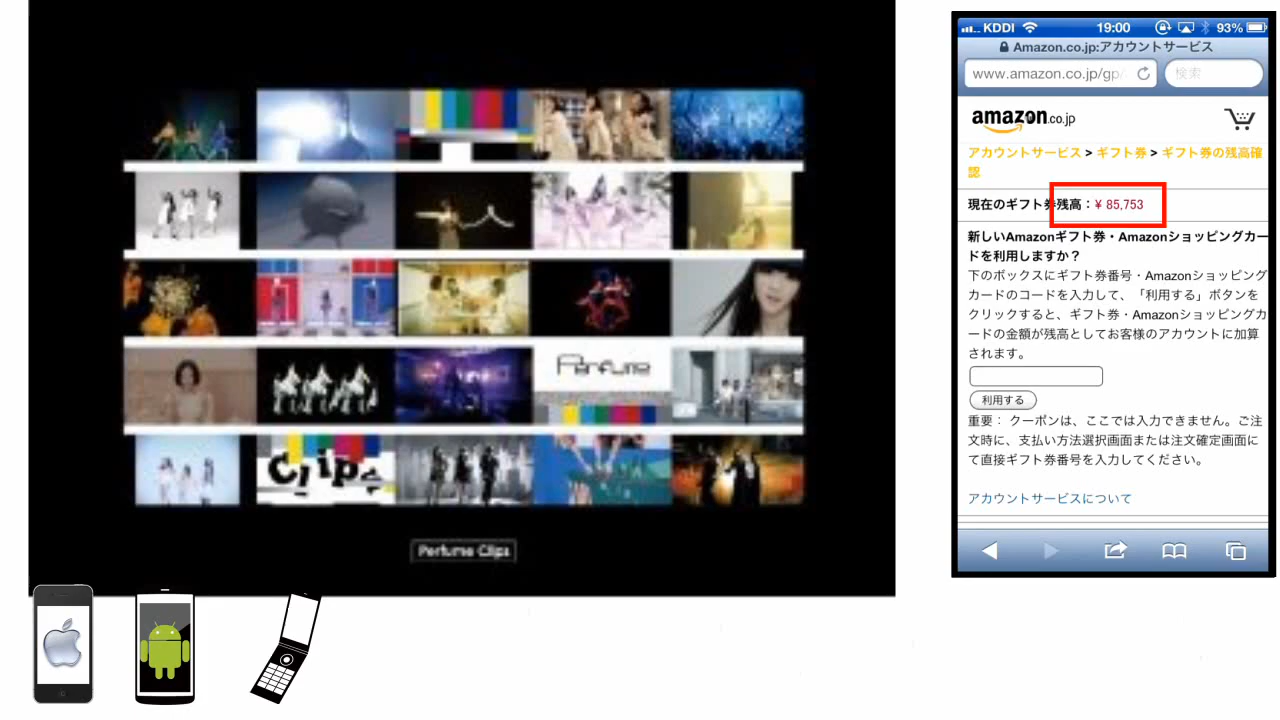 Perfume
Clips
Perfume Clips
KDDI 19:00 93%
Amazon.co.jp:アカウントサービス
www.amazon.co.jp/gp/ 検索
amazon.co.jp
アカウントサービス > ギフト券 > ギフト券の残高確
認
現在のギフト券残高：¥ 85,753
新しいAmazonギフト券・Amazonショッピングカー
ドを利用しますか？
下のボックスにギフト券番号・Amazonショッピング
カードのコードを入力して、「利用する」ボタンを
クリックすると、ギフト券・Amazonショッピングカ
ードの金額が残高としてお客様のアカウントに加算
されます。
利用する
重要： クーポンは、ここでは入力できません。ご注
文時に、支払い方法選択画面または注文確定画面に
て直接ギフト券番号を入力してください。
アカウントサービスについて